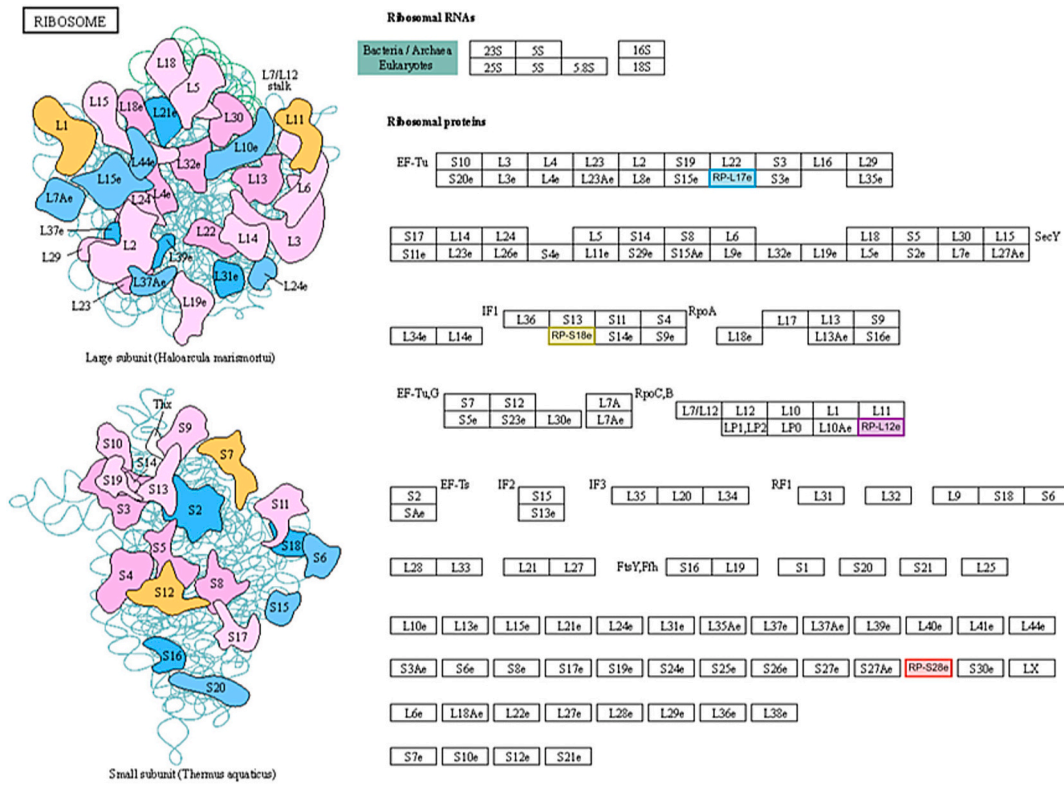 RIBOSOME
L18
L5
L7/L12
stalk
L15
L18e
L21e
L30
L11
L1
L10e
L44e
L32e
L15e
L13
L6
L7Ae
L24
L4e
L37e
L22
L14
L3
L2
L39e
L29
L31e
L37Ae
L24e
L23
L19e
Large subunit (Haloarcula marismortui)
Thx
S9
S10
S7
S14
S19
S13
S3
S2
S11
S18
S6
S5
S4
S8
S12
S15
S17
S16
S20
Small subunit (Thermus aquaticus)
Ribosomal RNAs
Bacteria / Archaea 23S 5S 16S
Eukaryotes 25S 5S 5.8S 18S
Ribosomal proteins
EF-Tu S10 L3 L4 L23 L2 S19 L22 S3 L16 L29
S20e L3e L4e L23Ae L8e S15e RP-L17e S3e L35e
S17 L14 L24 L5 S14 S8 L6 L18 S5 L30 L15 SecY
S11e L23e L26e S4e L11e S29e S15Ae L9e L32e L19e L5e S2e L7e L27Ae
IF1 L36 S13 S11 S4 RpoA L17 L13 S9
L34e L14e RP-S18e S14e S9e L18e L13Ae S16e
EF-Tu,G S7 S12 L7A RpoC,B L7/L12 L12 L10 L1 L11
S5e S23e L30e L7Ae LP1,LP2 LP0 L10Ae RP-L12e
S2 EF-Ts IF2 S15 IF3 L35 L20 L34 RF1 L31 L32 L9 S18 S6
SAe S13e
L28 L33 L21 L27 FtsY,Ffh S16 L19 S1 S20 S21 L25
L10e L13e L15e L21e L24e L31e L35Ae L37e L37Ae L39e L40e L41e L44e
S3Ae S6e S8e S17e S19e S24e S25e S26e S27e S27Ae RP-S28e S30e LX
L6e L18Ae L22e L27e L28e L29e L36e L38e
S7e S10e S12e S21e